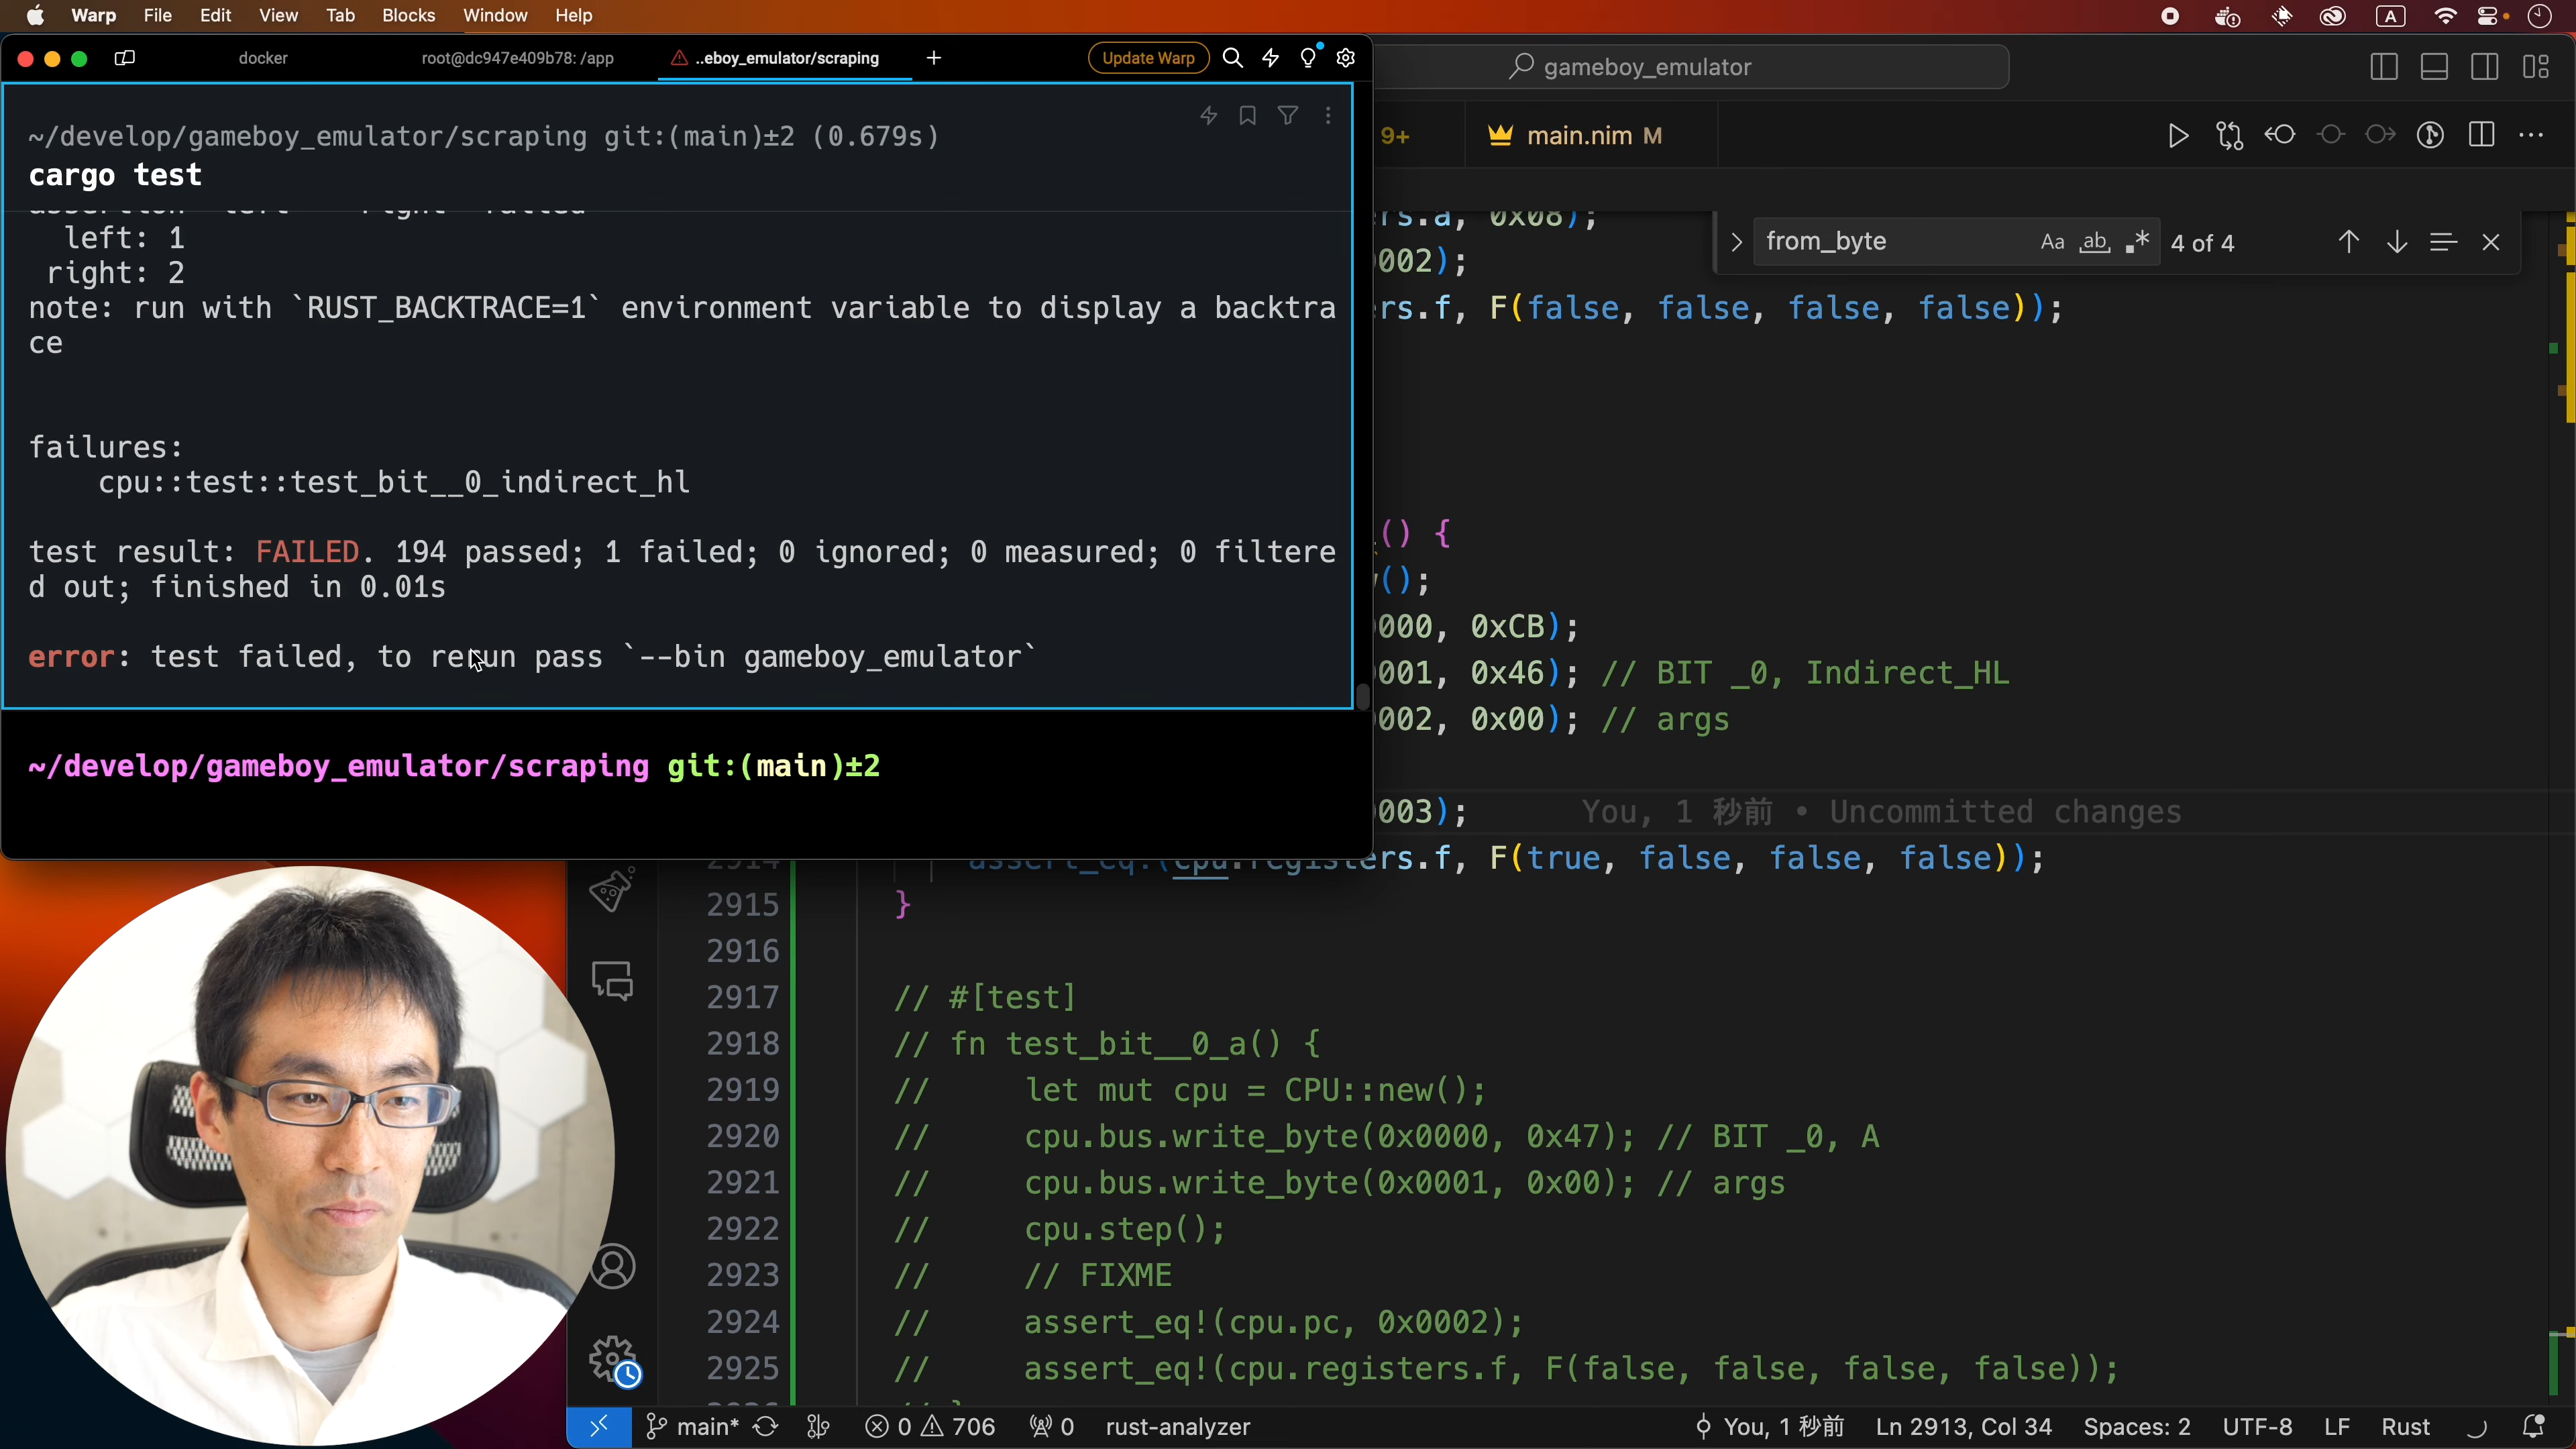 Warp File Edit View Tab Blocks Window Help
A
docker
root@dc947e409b78: /app
..eboy_emulator/scraping
+
Update Warp
gameboy_emulator
9+
main.nim M
~/develop/gameboy_emulator/scraping git:(main)±2 (0.679s)
cargo test
left: 1
right: 2
note: run with `RUST_BACKTRACE=1` environment variable to display a backtra
ce
failures:
cpu::test::test_bit__0_indirect_hl
test result: FAILED. 194 passed; 1 failed; 0 ignored; 0 measured; 0 filtere
d out; finished in 0.01s
error: test failed, to rerun pass `--bin gameboy_emulator`
~/develop/gameboy_emulator/scraping git:(main)±2
from_byte
Aa ab .* 4 of 4
rs.a, 0x08);
002);
rs.f, F(false, false, false, false));
() {
();
000, 0xCB);
001, 0x46); // BIT _0, Indirect_HL
002, 0x00); // args
003); You, 1 秒前 • Uncommitted changes
2914 assert_eq!(cpu.registers.f, F(true, false, false, false));
2915 }
2916
2917 // #[test]
2918 // fn test_bit__0_a() {
2919 // let mut cpu = CPU::new();
2920 // cpu.bus.write_byte(0x0000, 0x47); // BIT _0, A
2921 // cpu.bus.write_byte(0x0001, 0x00); // args
2922 // cpu.step();
2923 // // FIXME
2924 // assert_eq!(cpu.pc, 0x0002);
2925 // assert_eq!(cpu.registers.f, F(false, false, false, false));
main* 0 706 0 rust-analyzer You, 1 秒前 Ln 2913, Col 34 Spaces: 2 UTF-8 LF Rust